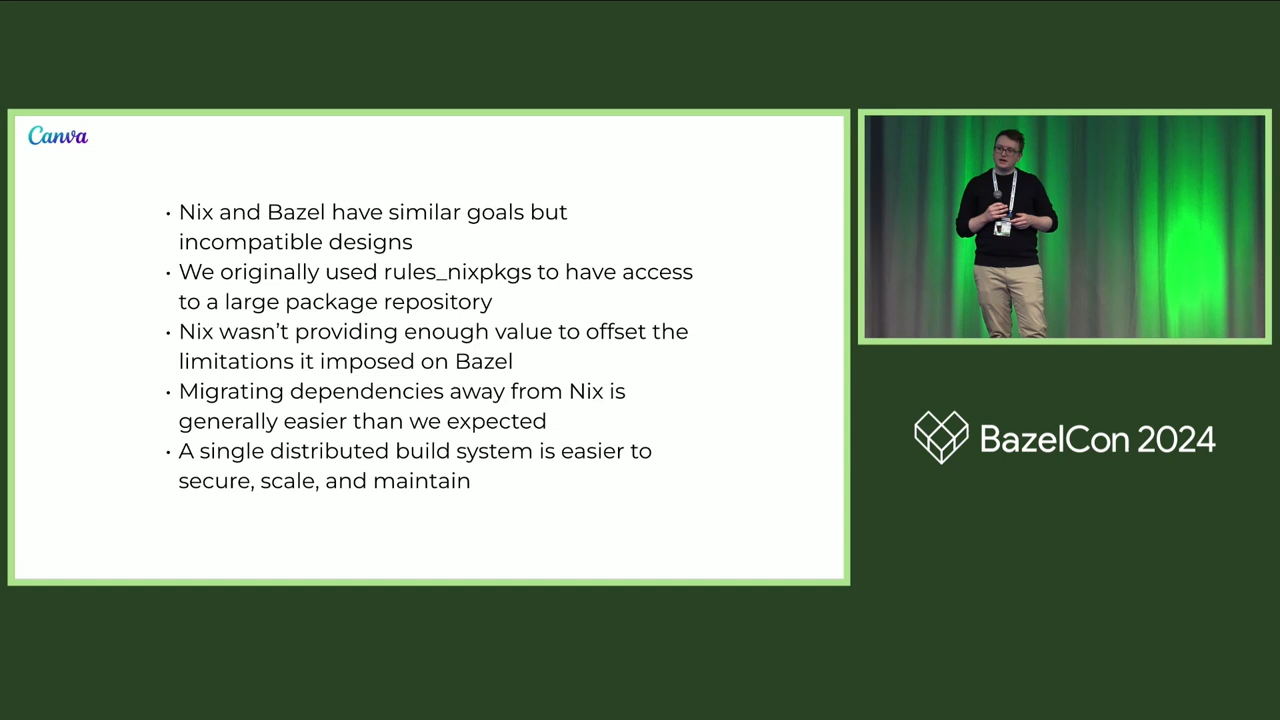 Canva
• Nix and Bazel have similar goals but
incompatible designs
• We originally used rules_nixpkgs to have access
to a large package repository
• Nix wasn’t providing enough value to offset the
limitations it imposed on Bazel
• Migrating dependencies away from Nix is
generally easier than we expected
• A single distributed build system is easier to
secure, scale, and maintain
BazelCon 2024